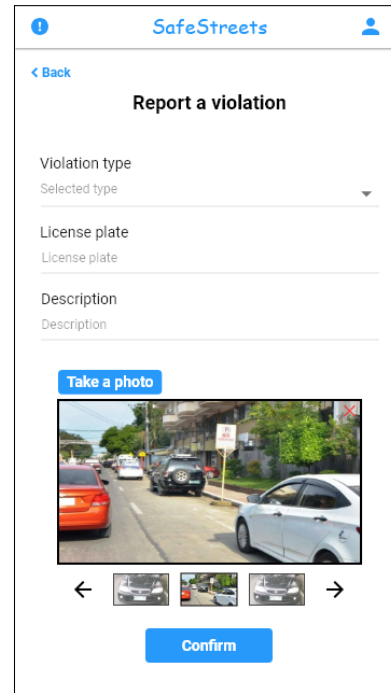 SafeStreets
< Back
Report a violation
Violation type
Selected type
License plate
License plate
Description
Description
Take a photo
Confirm